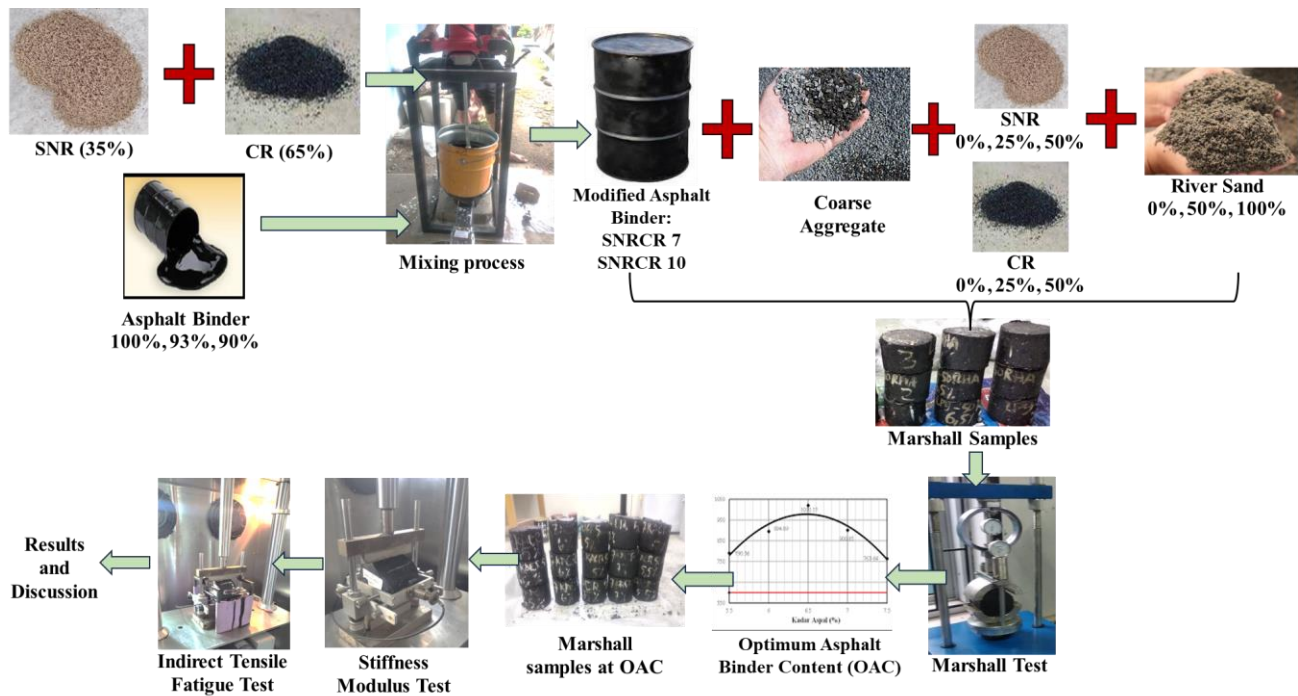 SNR (35%)
CR (65%)
Asphalt Binder
100%, 93%, 90%
Mixing process
Modified Asphalt
Binder:
SNRCR 7
SNRCR 10
Coarse
Aggregate
SNR
0%, 25%, 50%
CR
0%, 25%, 50%
River Sand
0%, 50%, 100%
Marshall Samples
Marshall Test
Kadar Aspal (%)
Optimum Asphalt
Binder Content (OAC)
Marshall
samples at OAC
Stiffness
Modulus Test
Indirect Tensile
Fatigue Test
Results
and
Discussion